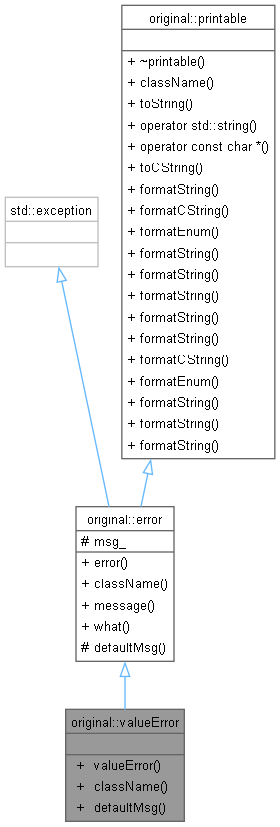 original::printable
+ ~printable()
+ className()
+ toString()
+ operator std::string()
+ operator const char *()
+ toCString()
+ formatString()
+ formatCString()
+ formatEnum()
+ formatString()
+ formatString()
+ formatString()
+ formatString()
+ formatString()
+ formatCString()
+ formatEnum()
+ formatString()
+ formatString()
+ formatString()
std::exception
original::error
# msg_
+ error()
+ className()
+ message()
+ what()
# defaultMsg()
original::valueError
+ valueError()
+ className()
+ defaultMsg()